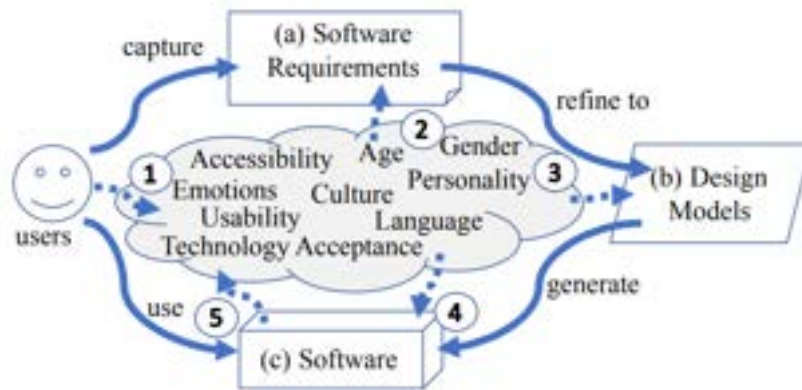 (a) Software
Requirements
capture
refine to
1
2
3
Accessibility
Age
Gender
Emotions
Culture
Personality
Usability
Language
Technology Acceptance
users
(b) Design
Models
use
5
4
generate
(c) Software